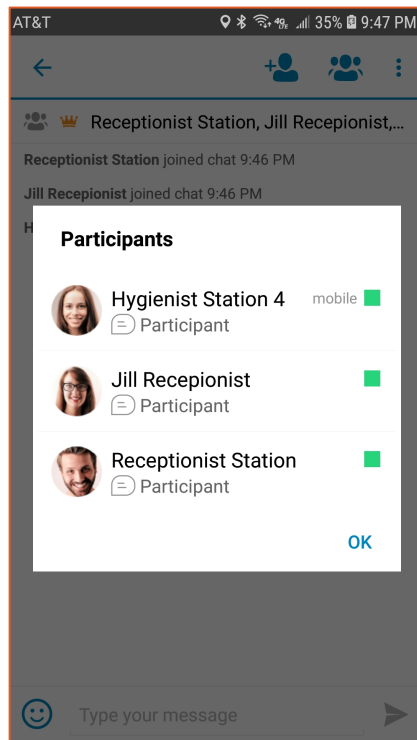 AT&T 4G LTE 35% 9:47 PM
Receptionist Station, Jill Recepionist,...
Receptionist Station joined chat 9:46 PM
Jill Recepionist joined chat 9:46 PM
H
Participants
Hygienist Station 4 mobile
Participant
Jill Recepionist
Participant
Receptionist Station
Participant
OK
Type your message